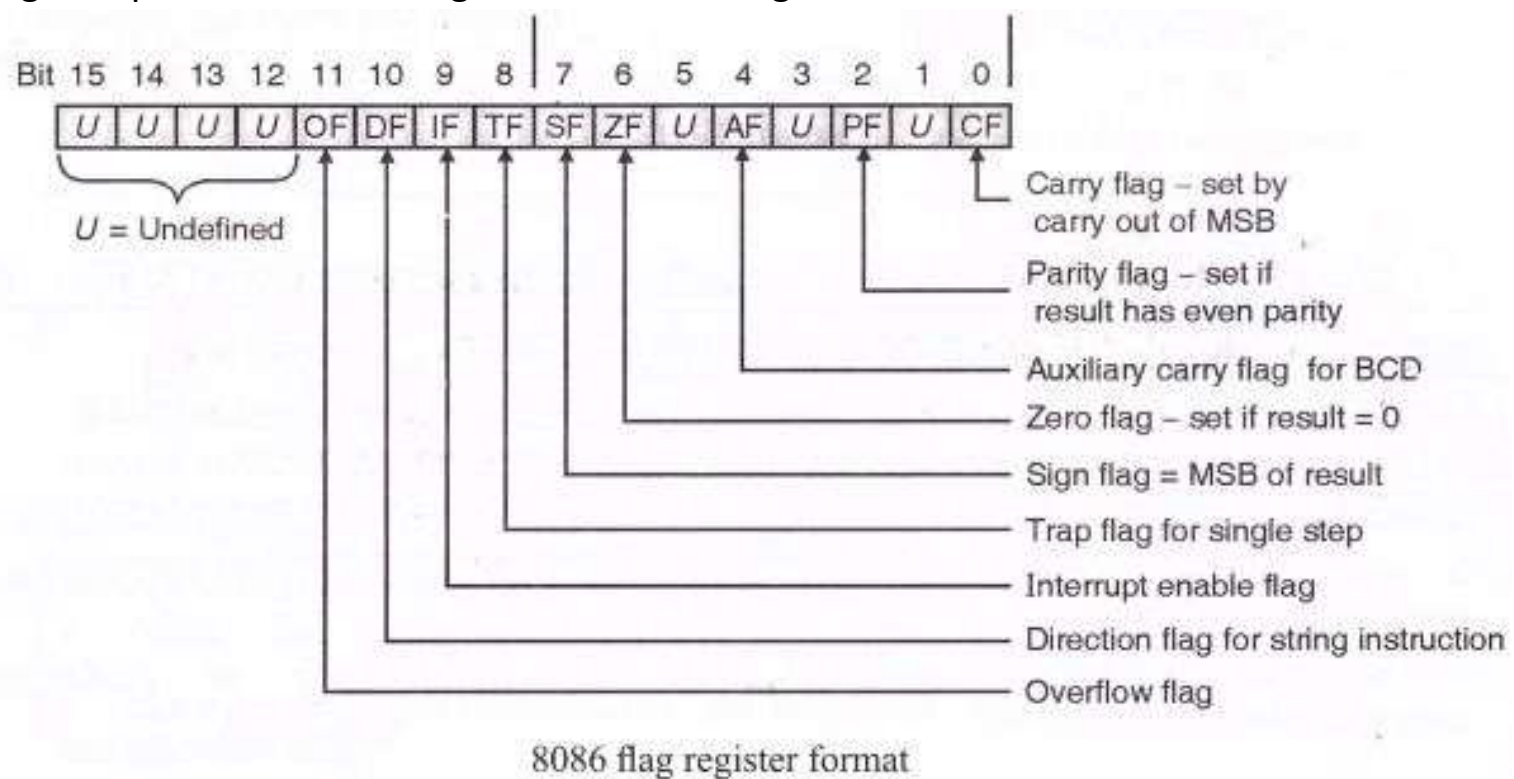 Bit 15 14 13 12 11 10 9 8 7 6 5 4 3 2 1 0
U U U U OF DF IF TF SF ZF U AF U PF U CF
U = Undefined
Carry flag – set by
carry out of MSB
Parity flag – set if
result has even parity
Auxiliary carry flag for BCD
Zero flag – set if result = 0
Sign flag = MSB of result
Trap flag for single step
Interrupt enable flag
Direction flag for string instruction
Overflow flag
8086 flag register format